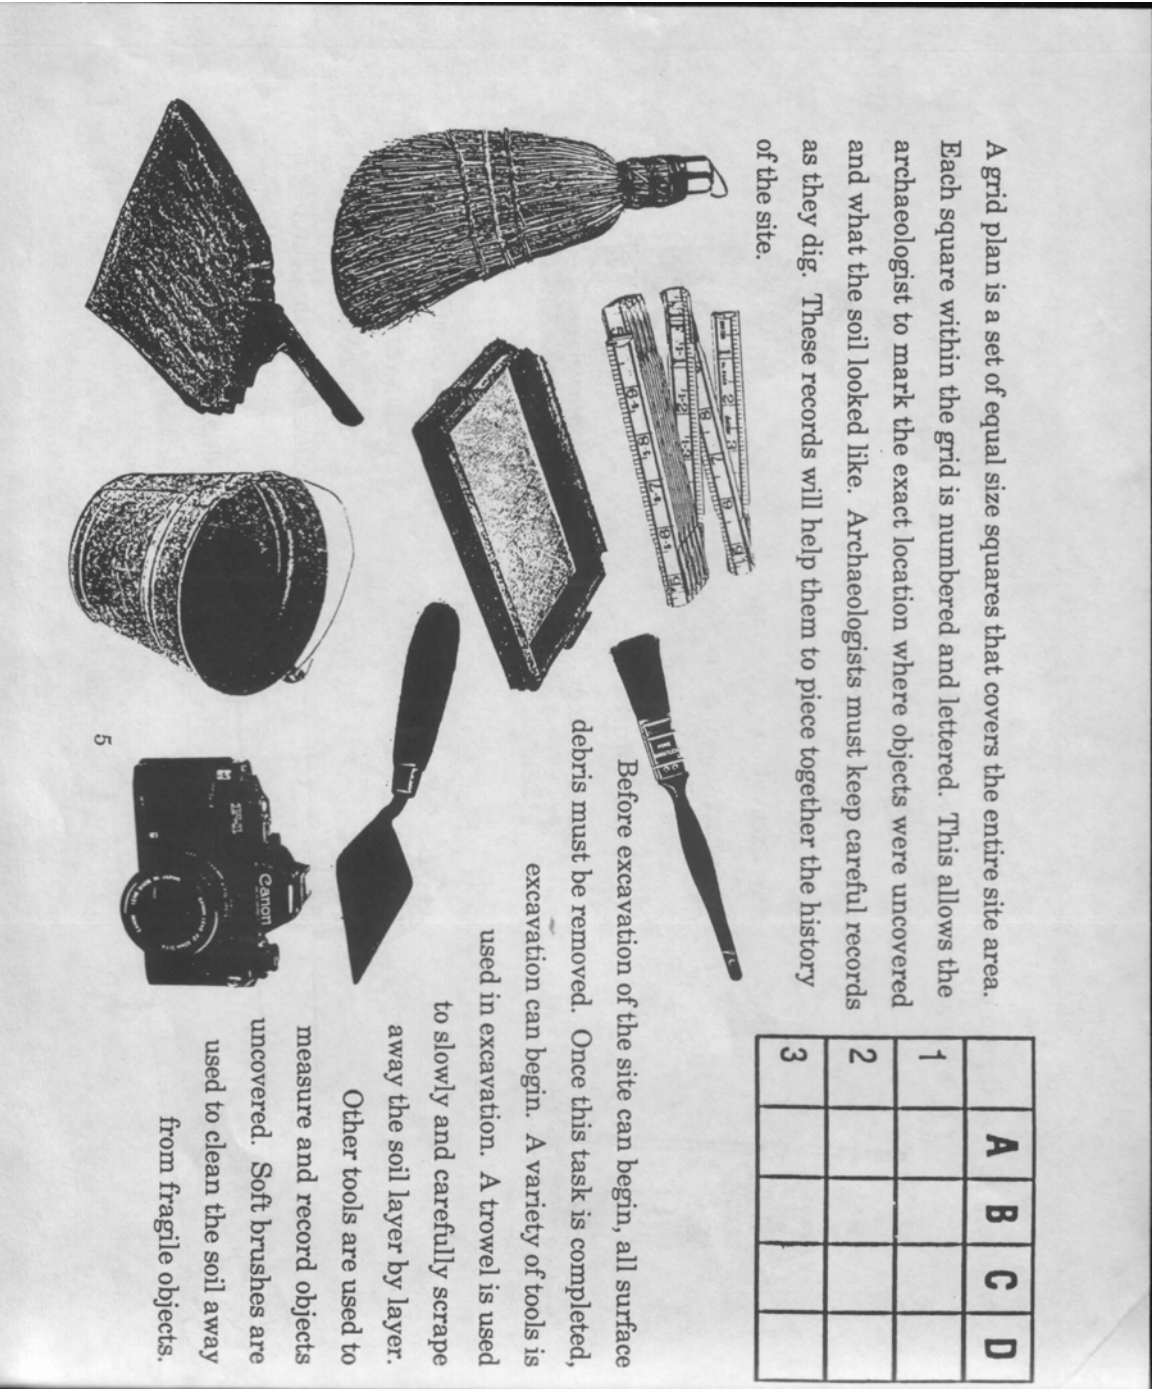 A grid plan is a set of equal size squares that covers the entire site area.
Each square within the grid is numbered and lettered. This allows the
archaeologist to mark the exact location where objects were uncovered
and what the soil looked like. Archaeologists must keep careful records
as they dig. These records will help them to piece together the history
of the site.
A B C D
1
2
3
Before excavation of the site can begin, all surface
debris must be removed. Once this task is completed,
excavation can begin. A variety of tools is
used in excavation. A trowel is used
to slowly and carefully scrape
away the soil layer by layer.
Other tools are used to
measure and record objects
uncovered. Soft brushes are
used to clean the soil away
from fragile objects.
Canon
F-1
5